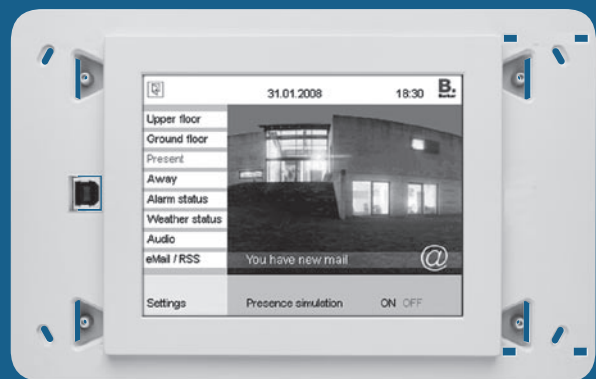 31.01.2008 18:30 B.
Upper floor
Ground floor
Present
Away
Alarm status
Weather status
Audio
eMail / RSS
You have new mail @
Settings Presence simulation ON OFF